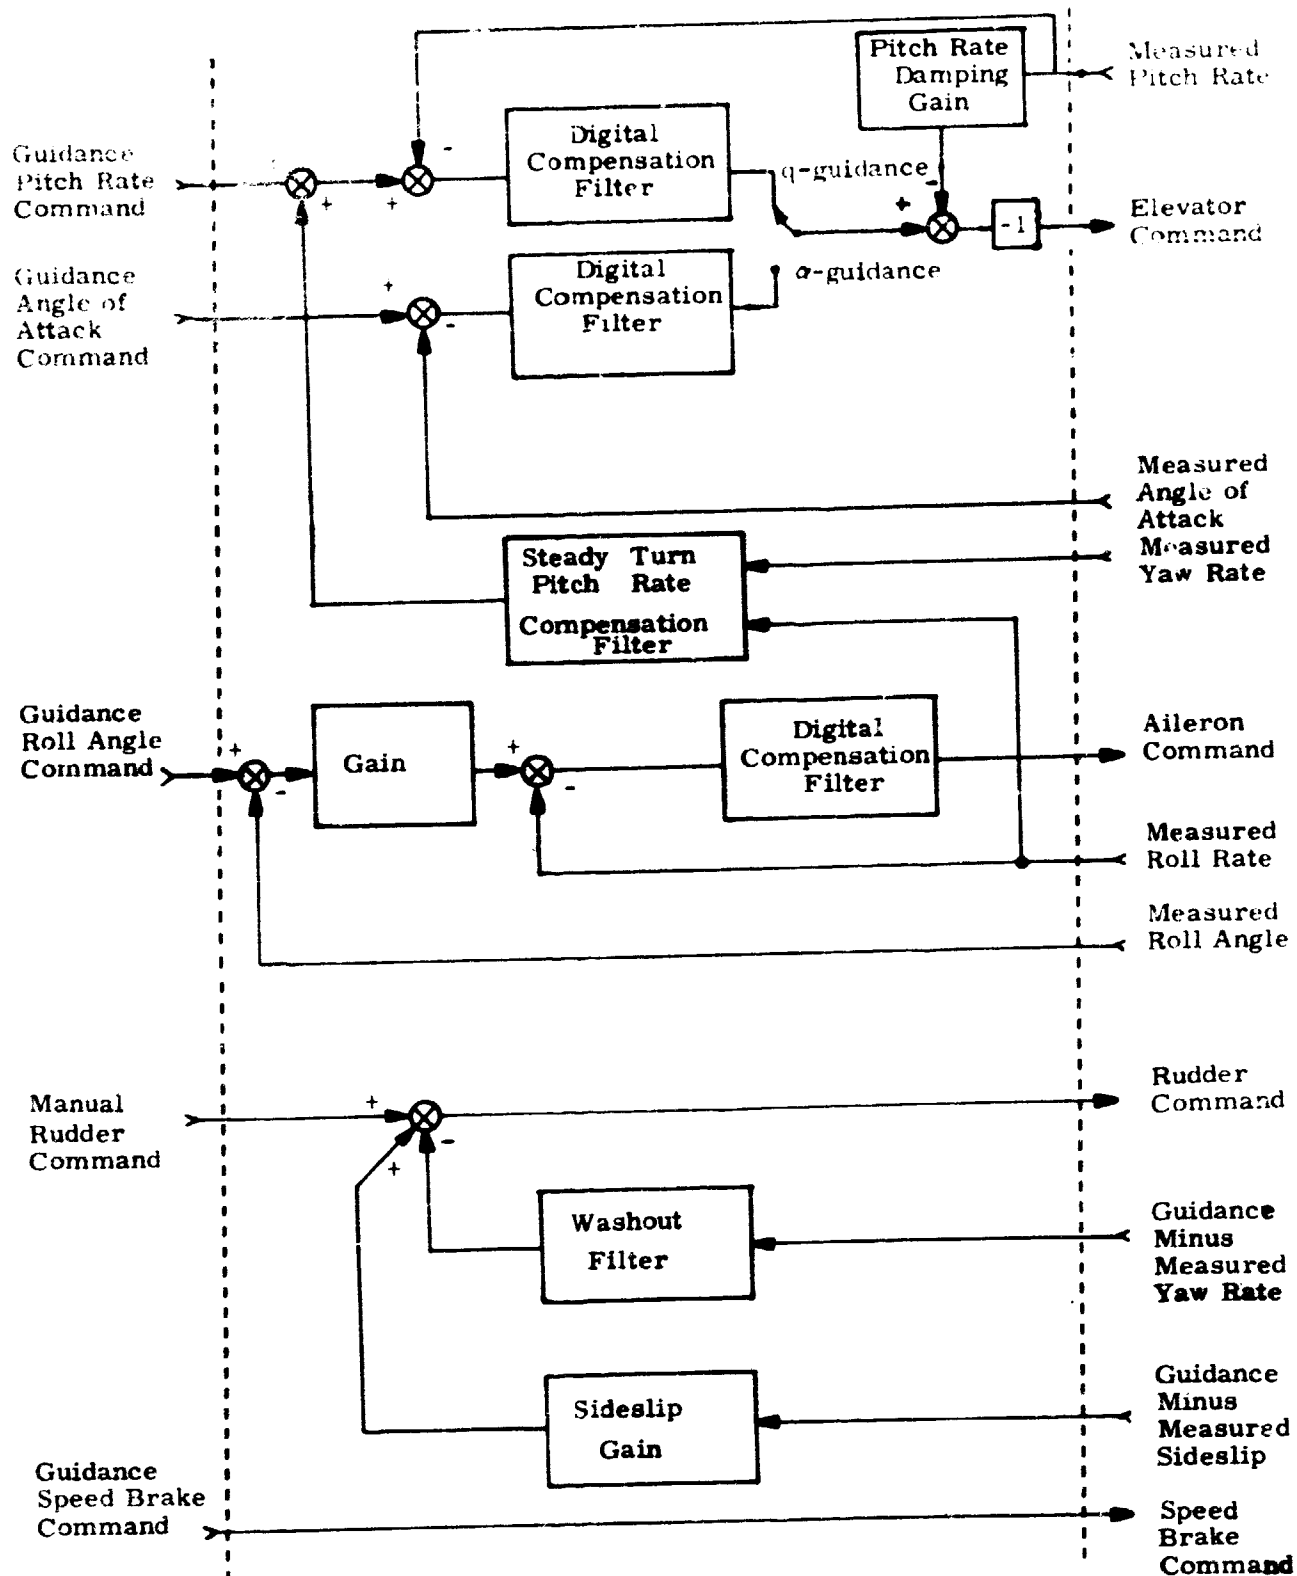 Pitch Rate
Damping
Gain
Measured
Pitch Rate
Guidance
Pitch Rate
Command
+
+
-
Digital
Compensation
Filter
q-guidance
-
+
-1
Elevator
Command
Guidance
Angle of
Attack
Command
+
-
Digital
Compensation
Filter
α-guidance
Measured
Angle of
Attack
Measured
Yaw Rate
Steady Turn
Pitch Rate
Compensation
Filter
Guidance
Roll Angle
Command
+
-
Gain
+
-
Digital
Compensation
Filter
Aileron
Command
Measured
Roll Rate
Measured
Roll Angle
Manual
Rudder
Command
+
-
+
Rudder
Command
Washout
Filter
Guidance
Minus
Measured
Yaw Rate
Sideslip
Gain
Guidance
Minus
Measured
Sideslip
Guidance
Speed Brake
Command
Speed
Brake
Command